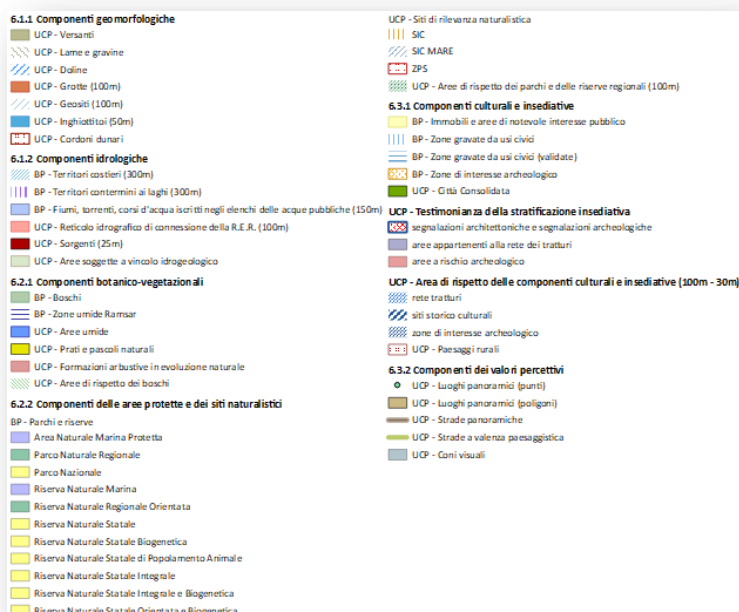 6.1.1 Componenti geomorfologiche
UCP - Versanti
UCP - Lame e gravine
UCP - Doline
UCP - Grotte (100m)
UCP - Geositi (100m)
UCP - Inghiottitoi (50m)
UCP - Cordoni dunari
6.1.2 Componenti idrologiche
BP - Territori costieri (300m)
BP - Territori contermini ai laghi (300m)
BP - Fiumi, torrenti, corsi d'acqua iscritti negli elenchi delle acque pubbliche (150m)
UCP - Reticolo idrografico di connessione della R.E.R. (100m)
UCP - Sorgenti (25m)
UCP - Aree soggette a vincolo idrogeologico
6.2.1 Componenti botanico-vegetazionali
BP - Boschi
BP - Zone umide Ramsar
UCP - Aree umide
UCP - Prati e pascoli naturali
UCP - Formazioni arbustive in evoluzione naturale
UCP - Aree di rispetto dei boschi
6.2.2 Componenti delle aree protette e dei siti naturalistici
BP - Parchi e riserve
Area Naturale Marina Protetta
Parco Naturale Regionale
Parco Nazionale
Riserva Naturale Marina
Riserva Naturale Regionale Orientata
Riserva Naturale Statale
Riserva Naturale Statale Biogenetica
Riserva Naturale Statale di Popolamento Animale
Riserva Naturale Statale Integrale
Riserva Naturale Statale Integrale e Biogenetica
Riserva Naturale Statale Orientata e Biogenetica
UCP - Siti di rilevanza naturalistica
SIC
SIC MARE
ZPS
UCP - Aree di rispetto dei parchi e delle riserve regionali (100m)
6.3.1 Componenti culturali e insediative
BP - Immobili e aree di notevole interesse pubblico
BP - Zone gravate da usi civici
BP - Zone gravate da usi civici (validate)
BP - Zone di interesse archeologico
UCP - Città Consolidata
UCP - Testimonianza della stratificazione insediativa
segnalazioni architettoniche e segnalazioni archeologiche
aree appartenenti alla rete dei tratturi
aree a rischio archeologico
UCP - Area di rispetto delle componenti culturali e insediative (100m - 30m)
rete tratturi
siti storico culturali
zone di interesse archeologico
UCP - Paesaggi rurali
6.3.2 Componenti dei valori percettivi
UCP - Luoghi panoramici (punti)
UCP - Luoghi panoramici (poligoni)
UCP - Strade panoramiche
UCP - Strade a valenza paesaggistica
UCP - Coni visuali